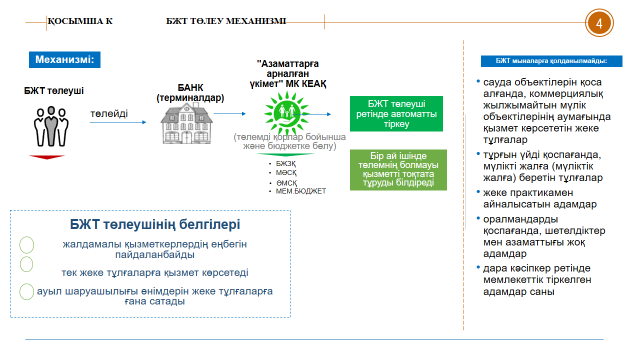 ҚОСЫМША К
БЖТ ТӨЛЕУ МЕХАНИЗМІ
4
Механизмі:
БЖТ төлеуші
төлейді
БАНК
(терминалдар)
"Азаматтарға
арналған
үкімет" МК КЕАҚ
(төлемді қорлар бойынша
және бюджетке бөлу)
• БЖЗҚ
• МӘСҚ
• ӘМСҚ
• МЕМ.БЮДЖЕТ
БЖТ төлеуші
ретінде автоматты
тіркеу
Бір ай ішінде
төлемнің болмауы
қызметті тоқтата
тұруды білдіреді
БЖТ төлеушінің белгілері
жалдамалы қызметкерлердің еңбегін
пайдаланбайды
тек жеке тұлғаларға қызмет көрсетеді
ауыл шаруашылығы өнімдерін жеке тұлғаларға
ғана сатады
БЖТ мыналарға қолданылмайды:
• сауда объектілерін қоса
алғанда, коммерциялық
жылжымайтын мүлік
объектілерінің аумағында
қызмет көрсететін жеке
тұлғалар
• тұрғын үйді қоспағанда,
мүлікті жалға (мүліктік
жалға) беретін тұлғалар
• жеке практикамен
айналысатын адамдар
• оралмандарды
қоспағанда, шетелдіктер
мен азаматтығы жоқ
адамдар
• дара кәсіпкер ретінде
мемлекеттік тіркелген
адамдар саны